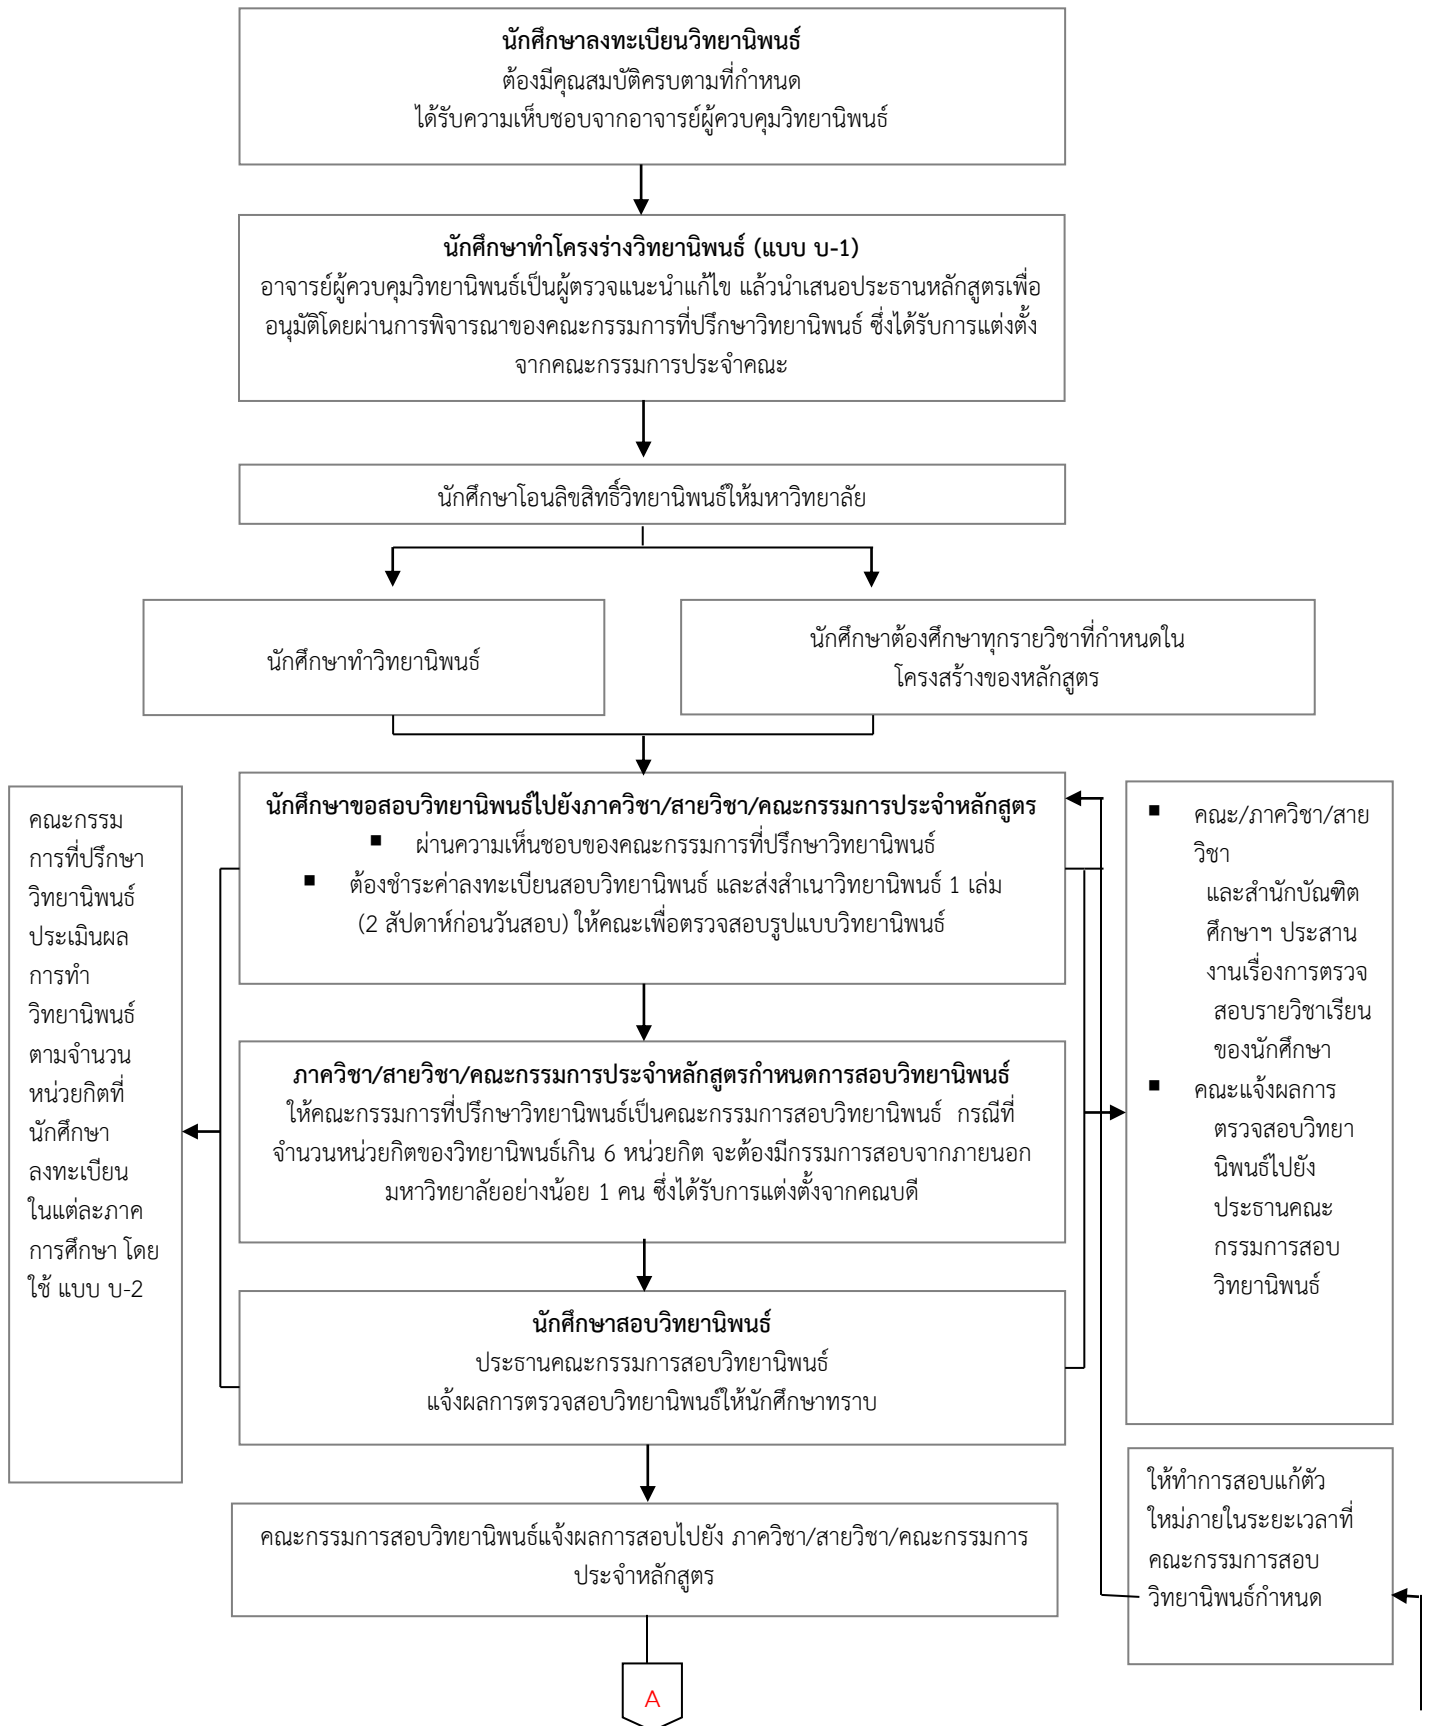 นักศึกษาลงทะเบียนวิทยานิพนธ์
ต้องมีคุณสมบัติครบตามที่กำหนด
ได้รับความเห็บชอบจากอาจารย์ผู้ควบคุมวิทยานิพนธ์
นักศึกษาทำโครงร่างวิทยานิพนธ์ (แบบ บ-1)
อาจารย์ผู้ควบคุมวิทยานิพนธ์เป็นผู้ตรวจแนะนำแก้ไข แล้วนำเสนอประธานหลักสูตรเพื่อ
อนุมัติโดยผ่านการพิจารณาของคณะกรรมการที่ปรึกษาวิทยานิพนธ์ ซึ่งได้รับการแต่งตั้ง
จากคณะกรรมการประจำคณะ
นักศึกษาโอนลิขสิทธิ์วิทยานิพนธ์ให้มหาวิทยาลัย
นักศึกษาทำวิทยานิพนธ์
นักศึกษาต้องศึกษาทุกรายวิชาที่กำหนดใน
โครงสร้างของหลักสูตร
นักศึกษาขอสอบวิทยานิพนธ์ไปยังภาควิชา/สายวิชา/คณะกรรมการประจำหลักสูตร
■ ผ่านความเห็นชอบของคณะกรรมการที่ปรึกษาวิทยานิพนธ์
■ ต้องชำระค่าลงทะเบียนสอบวิทยานิพนธ์ และส่งสำเนาวิทยานิพนธ์ 1 เล่ม
(2 สัปดาห์ก่อนวันสอบ) ให้คณะเพื่อตรวจสอบรูปแบบวิทยานิพนธ์
คณะกรรม
การที่ปรึกษา
วิทยานิพนธ์
ประเมินผล
การทำ
วิทยานิพนธ์
ตามจำนวน
หน่วยกิตที่
นักศึกษา
ลงทะเบียน
ในแต่ละภาค
การศึกษา โดย
ใช้ แบบ บ-2
■ คณะ/ภาควิชา/สาย
วิชา
และสำนักบัณฑิต
ศึกษาฯ ประสาน
งานเรื่องการตรวจ
สอบรายวิชาเรียน
ของนักศึกษา
■ คณะแจ้งผลการ
ตรวจสอบวิทยา
นิพนธ์ไปยัง
ประธานคณะ
กรรมการสอบ
วิทยานิพนธ์
ภาควิชา/สายวิชา/คณะกรรมการประจำหลักสูตรกำหนดการสอบวิทยานิพนธ์
ให้คณะกรรมการที่ปรึกษาวิทยานิพนธ์เป็นคณะกรรมการสอบวิทยานิพนธ์ กรณีที่
จำนวนหน่วยกิตของวิทยานิพนธ์เกิน 6 หน่วยกิต จะต้องมีกรรมการสอบจากภายนอก
มหาวิทยาลัยอย่างน้อย 1 คน ซึ่งได้รับการแต่งตั้งจากคณบดี
นักศึกษาสอบวิทยานิพนธ์
ประธานคณะกรรมการสอบวิทยานิพนธ์
แจ้งผลการตรวจสอบวิทยานิพนธ์ให้นักศึกษาทราบ
คณะกรรมการสอบวิทยานิพนธ์แจ้งผลการสอบไปยัง ภาควิชา/สายวิชา/คณะกรรมการ
ประจำหลักสูตร
ให้ทำการสอบแก้ตัว
ใหม่ภายในระยะเวลาที่
คณะกรรมการสอบ
วิทยานิพนธ์กำหนด
A